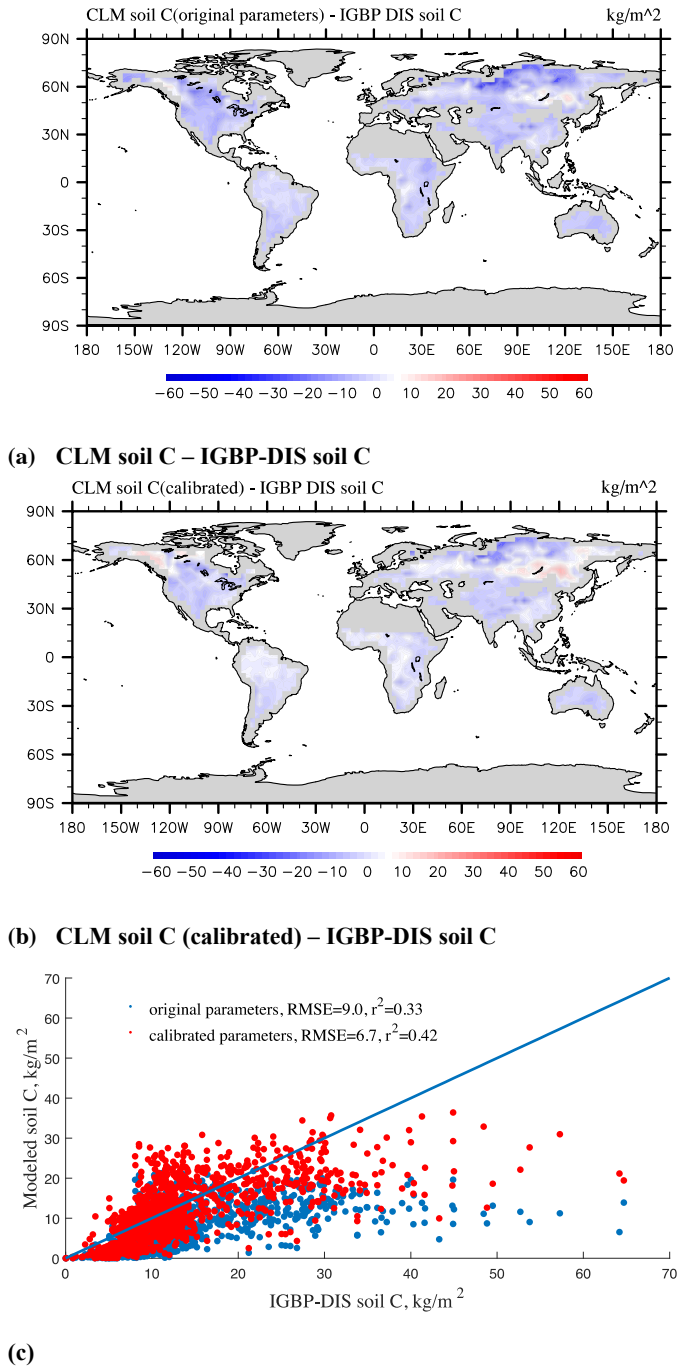 CLM soil C(original parameters) - IGBP DIS soil C kg/m^2
90N
60N
30N
0
30S
60S
90S
180 150W 120W 90W 60W 30W 0 30E 60E 90E 120E 150E 180
−60 −50 −40 −30 −20 −10 0 10 20 30 40 50 60
(a) CLM soil C – IGBP-DIS soil C
CLM soil C(calibrated) - IGBP DIS soil C kg/m^2
90N
60N
30N
0
30S
60S
90S
180 150W 120W 90W 60W 30W 0 30E 60E 90E 120E 150E 180
−60 −50 −40 −30 −20 −10 0 10 20 30 40 50 60
(b) CLM soil C (calibrated) – IGBP-DIS soil C
70
60
50
40
30
20
10
0
Modeled soil C, kg/m²
original parameters, RMSE=9.0, r²=0.33
calibrated parameters, RMSE=6.7, r²=0.42
0 10 20 30 40 50 60 70
IGBP-DIS soil C, kg/m²
(c)